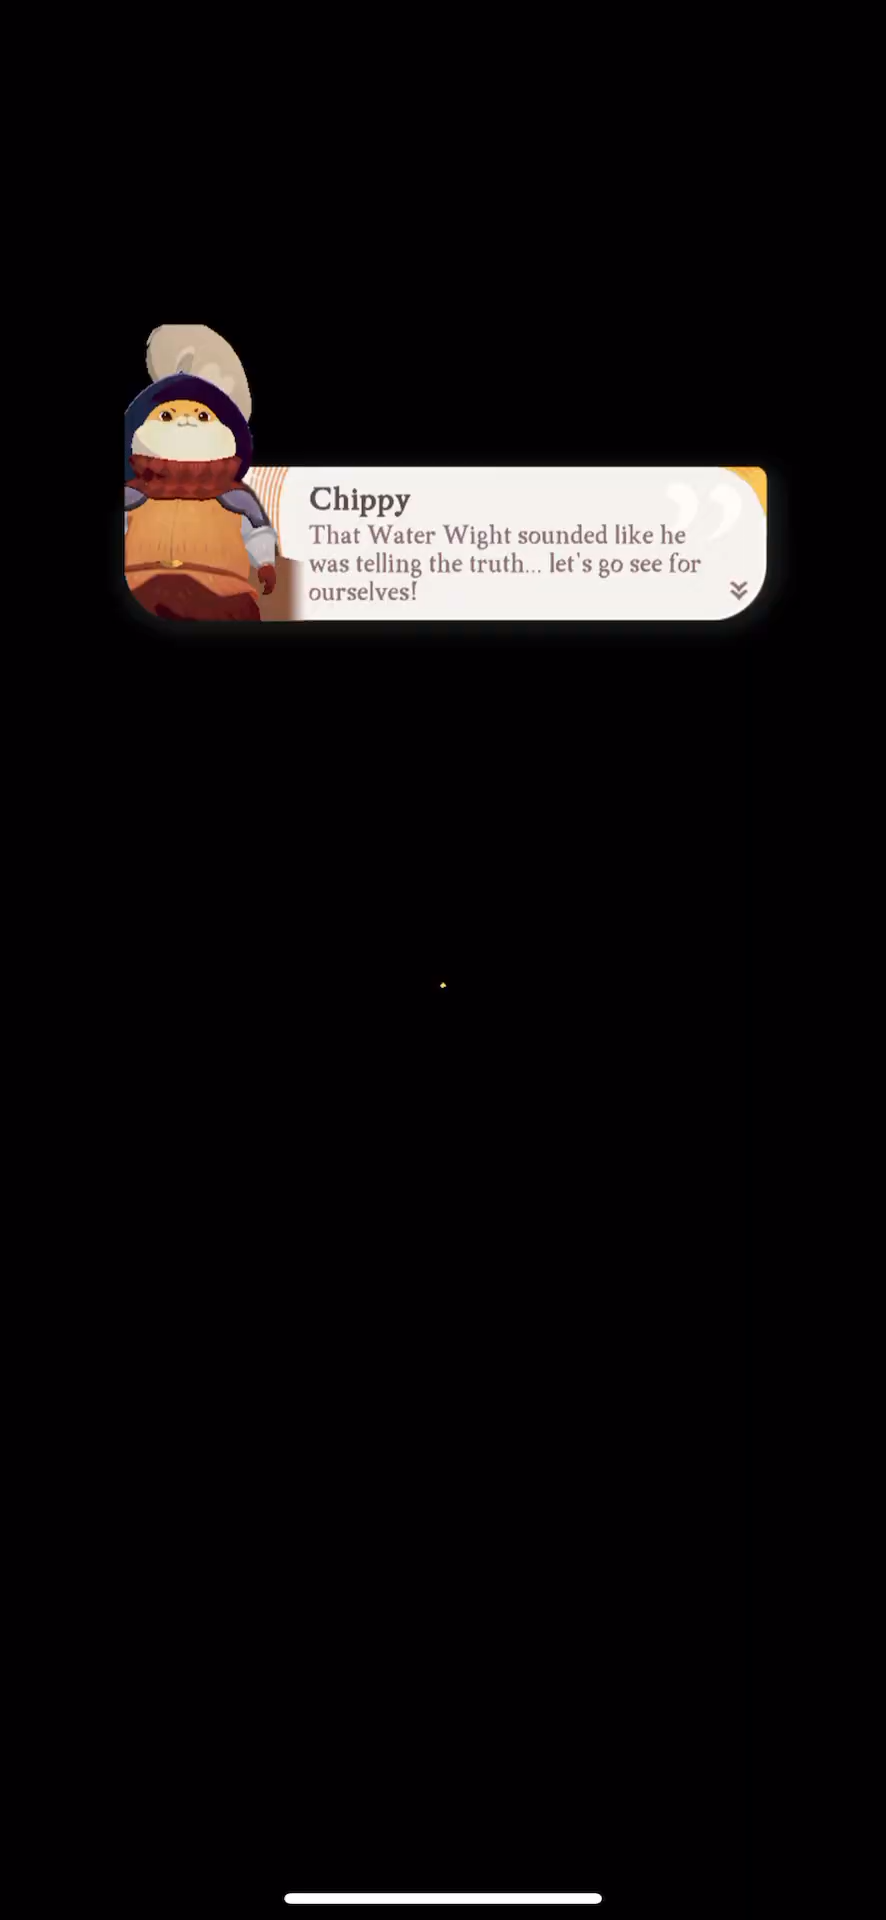 Chippy
That Water Wight sounded like he
was telling the truth... let's go see for
ourselves!